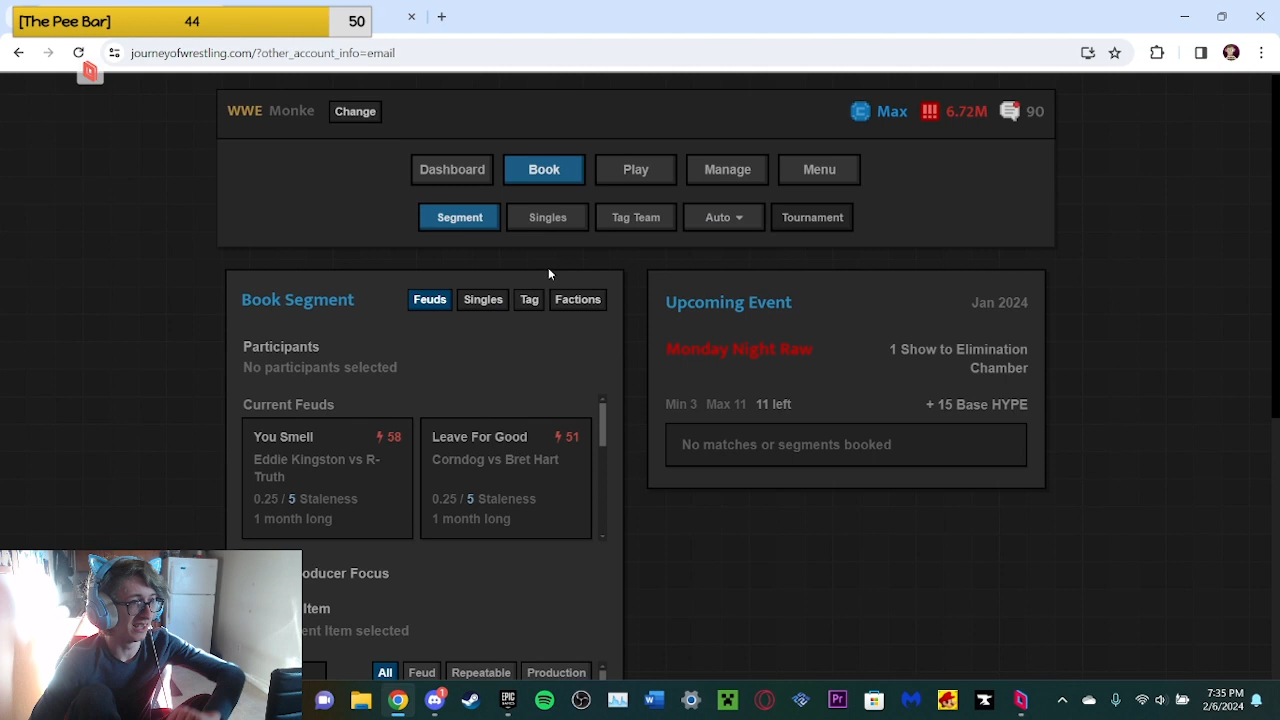 [The Pee Bar] 44 50
journeyofwrestling.com/?other_account_info=email
WWE Monke Change Max 6.72M 90
Dashboard Book Play Manage Menu
Segment Singles Tag Team Auto Tournament
Book Segment Feuds Singles Tag Factions
Participants
No participants selected
Current Feuds
You Smell 58
Eddie Kingston vs R-
Truth
0.25 / 5 Staleness
1 month long
Leave For Good 51
Corndog vs Bret Hart
0.25 / 5 Staleness
1 month long
oducer Focus
Item
ent Item selected
All Feud Repeatable Production
Upcoming Event Jan 2024
Monday Night Raw 1 Show to Elimination
Chamber
Min 3 Max 11 11 left + 15 Base HYPE
No matches or segments booked
1
EPIC
GAMES
W
Pr
7:35 PM
2/6/2024